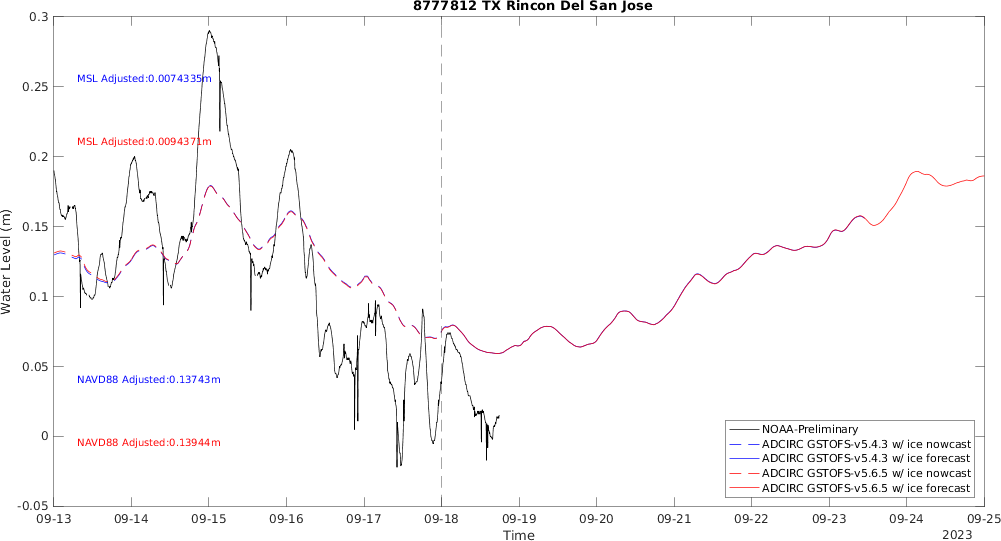 8777812 TX Rincon Del San Jose
0.3
0.25
0.2
0.15
0.1
0.05
0
-0.05
Water Level (m)
MSL Adjusted:0.0074335m
MSL Adjusted:0.0094371m
NAVD88 Adjusted:0.13743m
NAVD88 Adjusted:0.13944m
NOAA-Preliminary
ADCIRC GSTOFS-v5.4.3 w/ ice nowcast
ADCIRC GSTOFS-v5.4.3 w/ ice forecast
ADCIRC GSTOFS-v5.6.5 w/ ice nowcast
ADCIRC GSTOFS-v5.6.5 w/ ice forecast
09-13 09-14 09-15 09-16 09-17 09-18 09-19 09-20 09-21 09-22 09-23 09-24 09-25
Time
2023